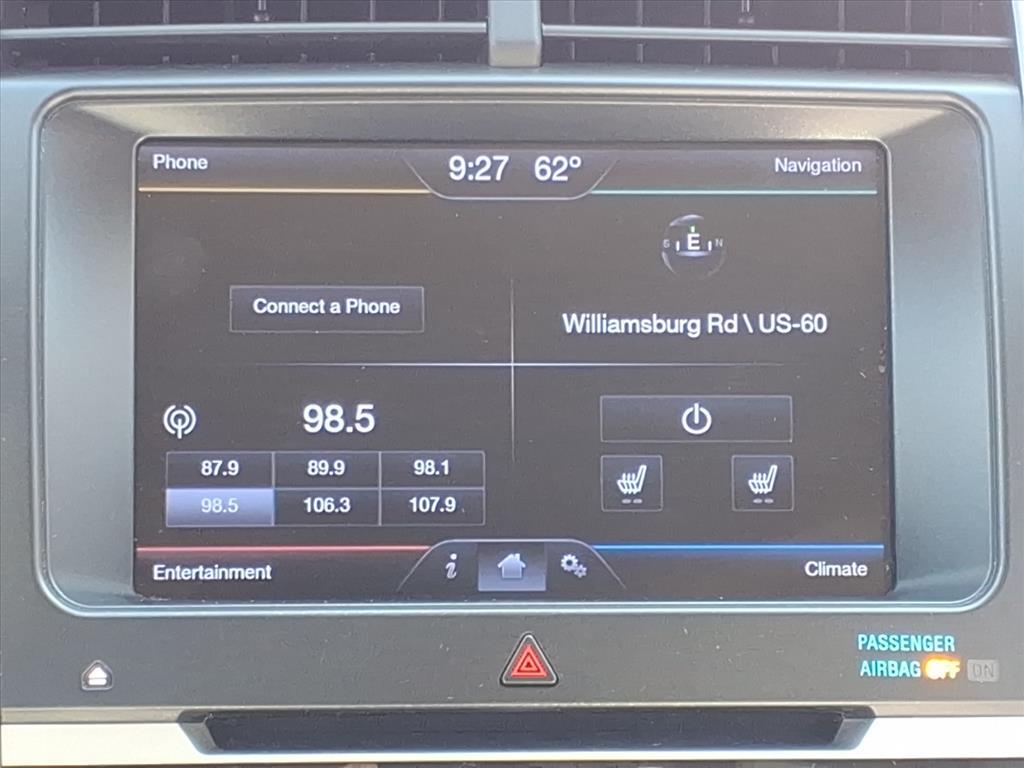 Phone
9:27 62°
Navigation
S E N
Connect a Phone
Williamsburg Rd \ US-60
98.5
87.9 89.9 98.1
98.5 106.3 107.9
Entertainment
i
Climate
PASSENGER
AIRBAG OFF ON